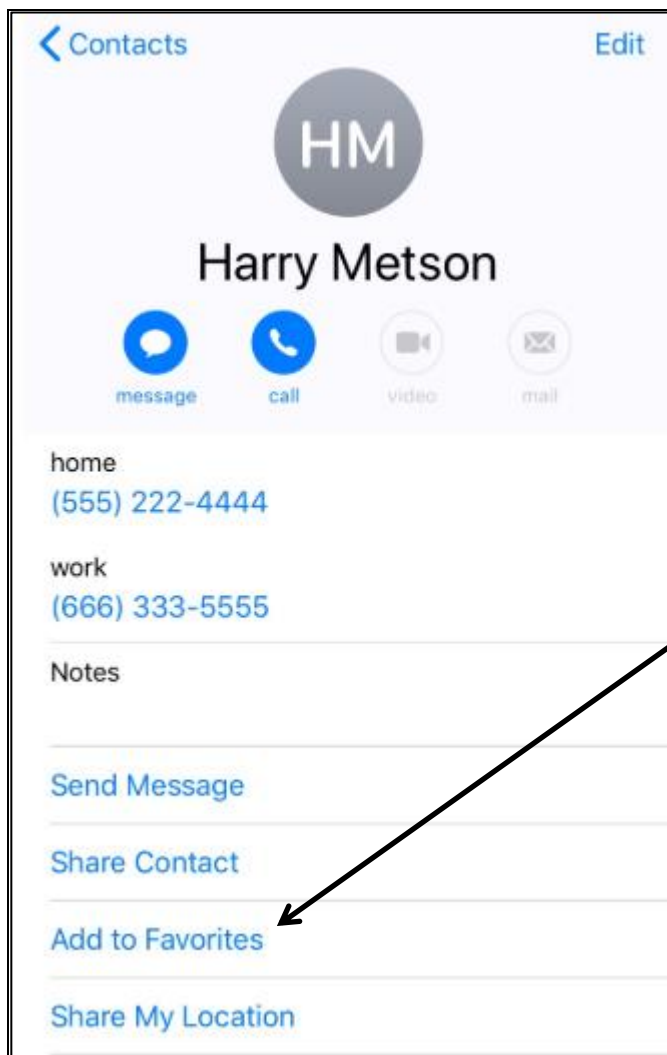 Contacts
Edit
HM
Harry Metson
message call video mail
home
(555) 222-4444
work
(666) 333-5555
Notes
Send Message
Share Contact
Add to Favorites
Share My Location